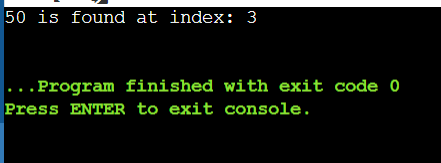 50 is found at index: 3
...Program finished with exit code 0
Press ENTER to exit console.